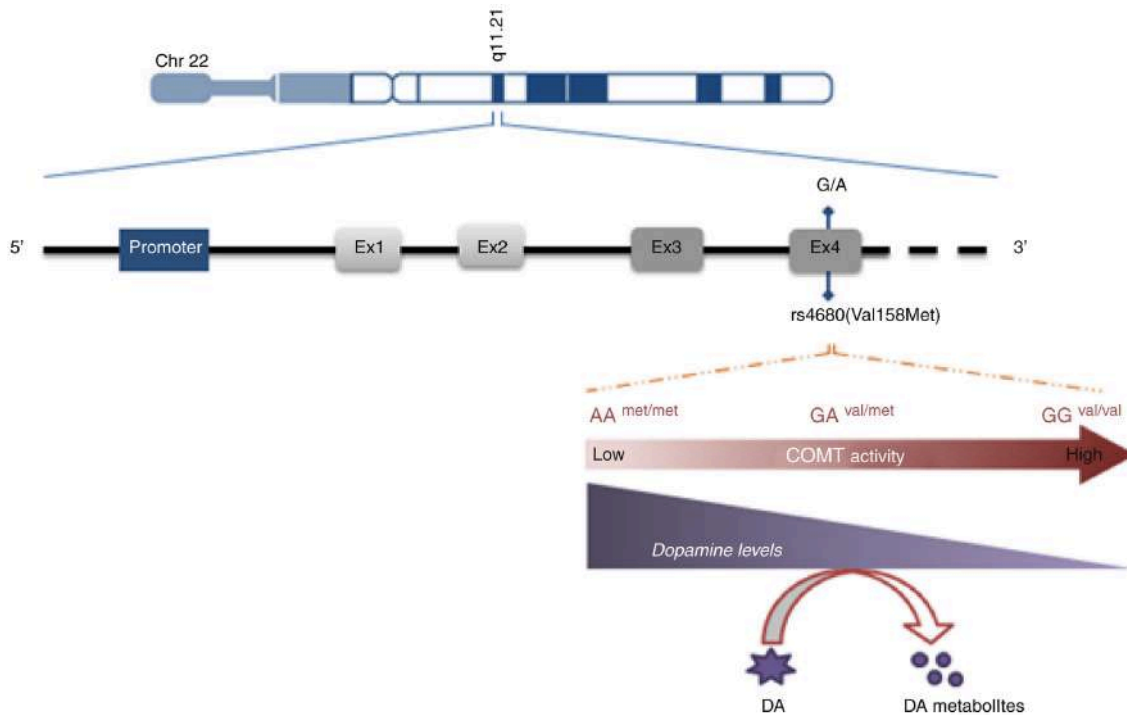 q11.21
Chr 22
G/A
5’ Promoter Ex1 Ex2 Ex3 Ex4 3’
rs4680(Val158Met)
AA met/met GA val/met GG val/val
Low COMT activity High
Dopamine levels
DA DA metabolites